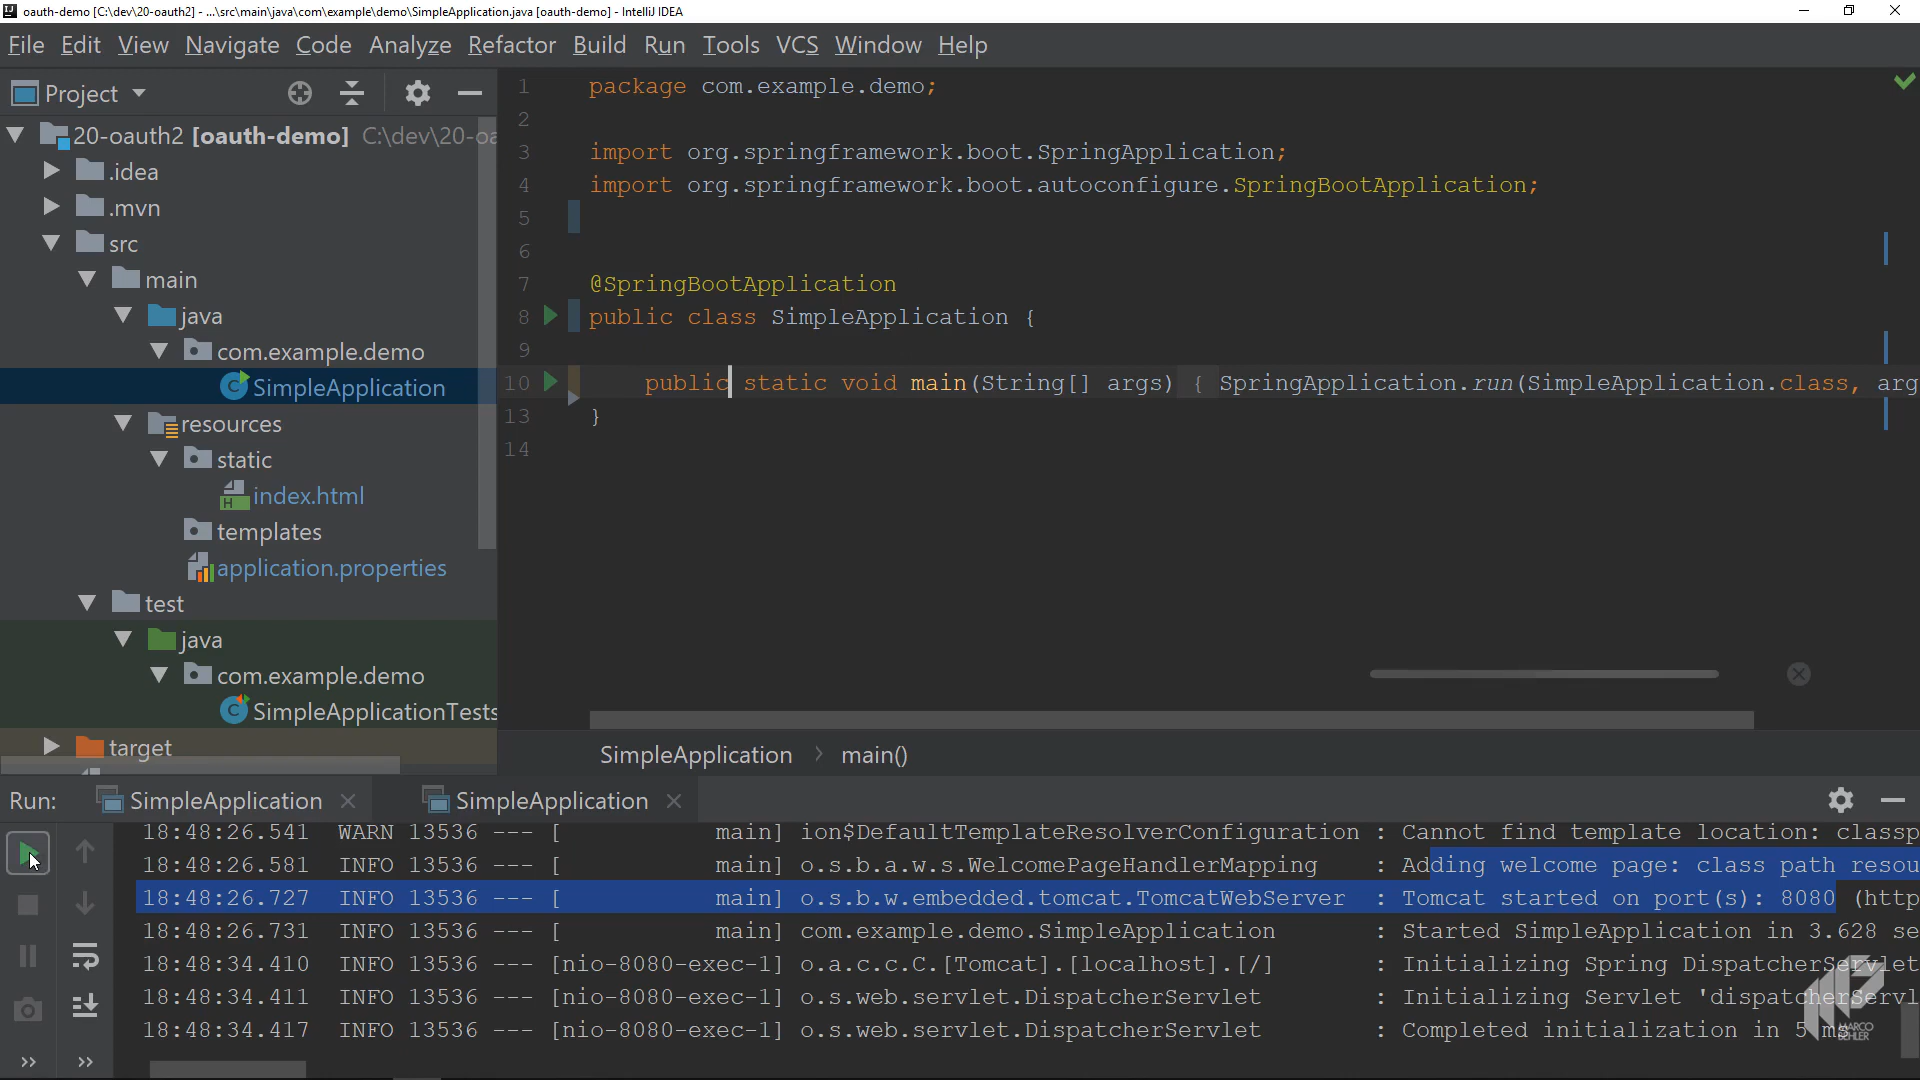 oauth-demo [C:\dev\20-oauth2] - ...\src\main\java\com\example\demo\SimpleApplication.java [oauth-demo] - IntelliJ IDEA
File Edit View Navigate Code Analyze Refactor Build Run Tools VCS Window Help
Project
20-oauth2 [oauth-demo] C:\dev\20-oa
.idea
.mvn
src
main
java
com.example.demo
SimpleApplication
resources
static
index.html
templates
application.properties
test
java
com.example.demo
SimpleApplicationTests
target
1 package com.example.demo;
2
3 import org.springframework.boot.SpringApplication;
4 import org.springframework.boot.autoconfigure.SpringBootApplication;
5
6
7 @SpringBootApplication
8 public class SimpleApplication {
9
10 public static void main(String[] args) { SpringApplication.run(SimpleApplication.class, arg
13 }
14
SimpleApplication > main()
Run: SimpleApplication SimpleApplication
18:48:26.541 WARN 13536 --- [ main] ion$DefaultTemplateResolverConfiguration : Cannot find template location: classp
18:48:26.581 INFO 13536 --- [ main] o.s.b.a.w.s.WelcomePageHandlerMapping : Adding welcome page: class path resou
18:48:26.727 INFO 13536 --- [ main] o.s.b.w.embedded.tomcat.TomcatWebServer : Tomcat started on port(s): 8080 (http
18:48:26.731 INFO 13536 --- [ main] com.example.demo.SimpleApplication : Started SimpleApplication in 3.628 se
18:48:34.410 INFO 13536 --- [nio-8080-exec-1] o.a.c.c.C.[Tomcat].[localhost].[/] : Initializing Spring DispatcherServlet
18:48:34.411 INFO 13536 --- [nio-8080-exec-1] o.s.web.servlet.DispatcherServlet : Initializing Servlet 'dispatcherServl
18:48:34.417 INFO 13536 --- [nio-8080-exec-1] o.s.web.servlet.DispatcherServlet : Completed initialization in 5 ms
MARCO
BEHLER